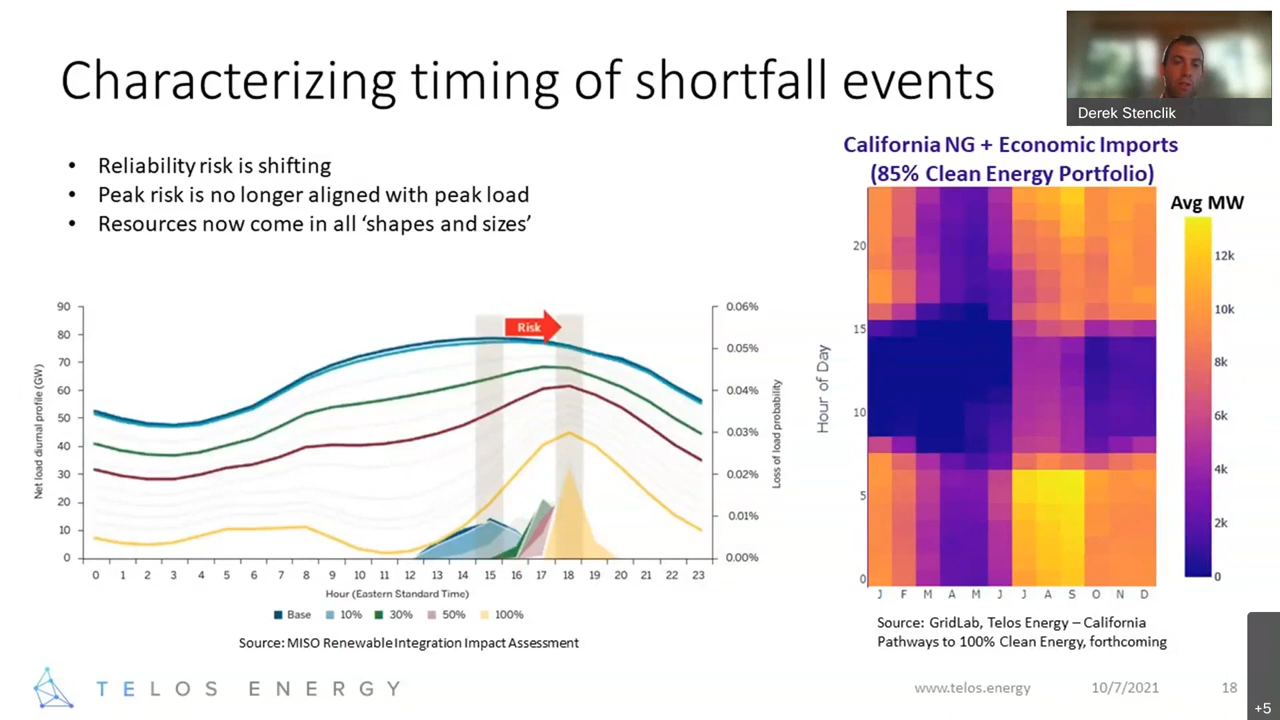 Characterizing timing of shortfall events
Derek Stenclik
• Reliability risk is shifting
• Peak risk is no longer aligned with peak load
• Resources now come in all ‘shapes and sizes’
California NG + Economic Imports
(85% Clean Energy Portfolio)
Avg MW
12k
10k
8k
6k
4k
2k
0
Hour of Day
20
15
10
5
0
J F M A M J J A S O N D
Source: GridLab, Telos Energy – California
Pathways to 100% Clean Energy, forthcoming
Net load diurnal profile (GW)
90
80
70
60
50
40
30
20
10
0
Risk
0.06%
0.05%
0.04%
0.03%
0.02%
0.01%
0.00%
Loss of load probability
0 1 2 3 4 5 6 7 8 9 10 11 12 13 14 15 16 17 18 19 20 21 22 23
Hour (Eastern Standard Time)
Base 10% 30% 50% 100%
Source: MISO Renewable Integration Impact Assessment
TELOS ENERGY
www.telos.energy 10/7/2021 18
+5